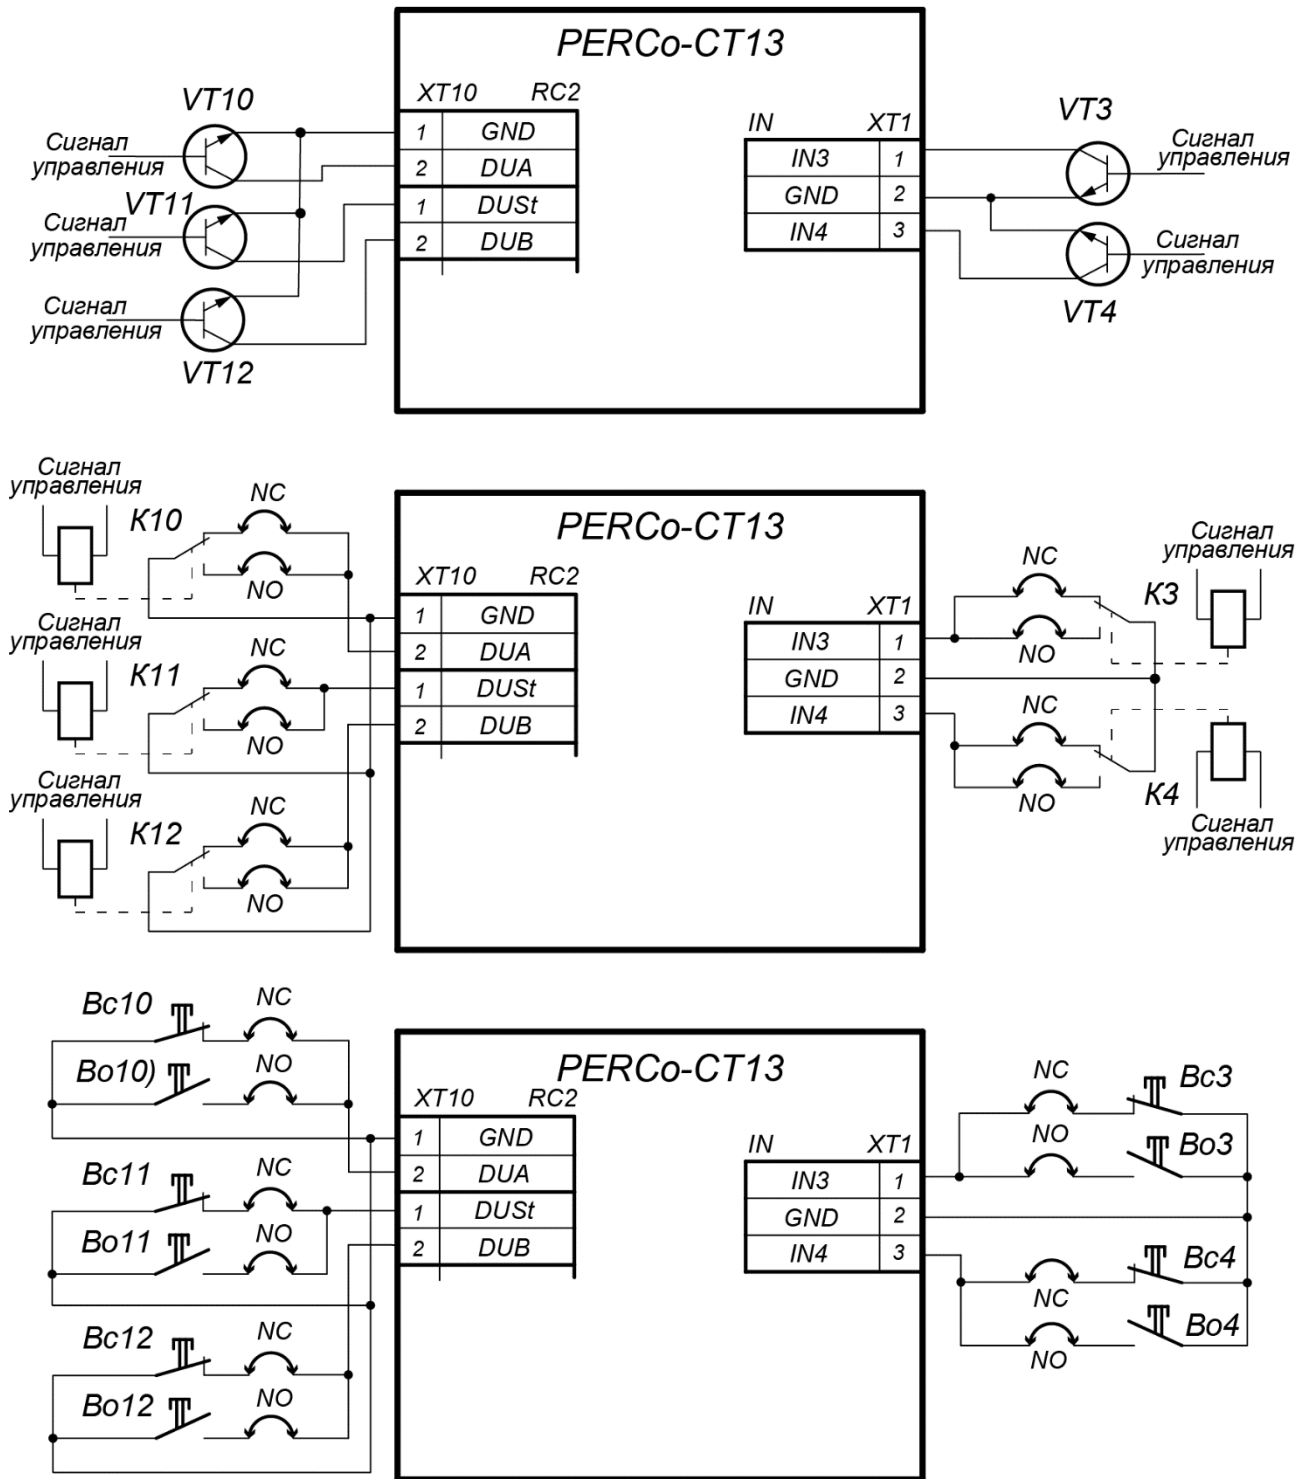 PERCo-CT13
XT10 RC2
1 GND
2 DUA
1 DUSt
2 DUB
IN XT1
IN3 1
GND 2
IN4 3
VT10
Сигнал
управления
VT11
Сигнал
управления
Сигнал
управления
VT12
VT3
Сигнал
управления
Сигнал
управления
VT4
PERCo-CT13
XT10 RC2
1 GND
2 DUA
1 DUSt
2 DUB
IN XT1
IN3 1
GND 2
IN4 3
Сигнал
управления
K10
NC
NO
Сигнал
управления
K11
NC
NO
Сигнал
управления
K12
NC
NO
NC
NO
K3
Сигнал
управления
NC
NO
K4
Сигнал
управления
PERCo-CT13
XT10 RC2
1 GND
2 DUA
1 DUSt
2 DUB
IN XT1
IN3 1
GND 2
IN4 3
Bc10 NC
Bo10) NO
Bc11 NC
Bo11 NO
Bc12 NC
Bo12 NO
NC Bc3
NO Bo3
NC Bc4
NO Bo4